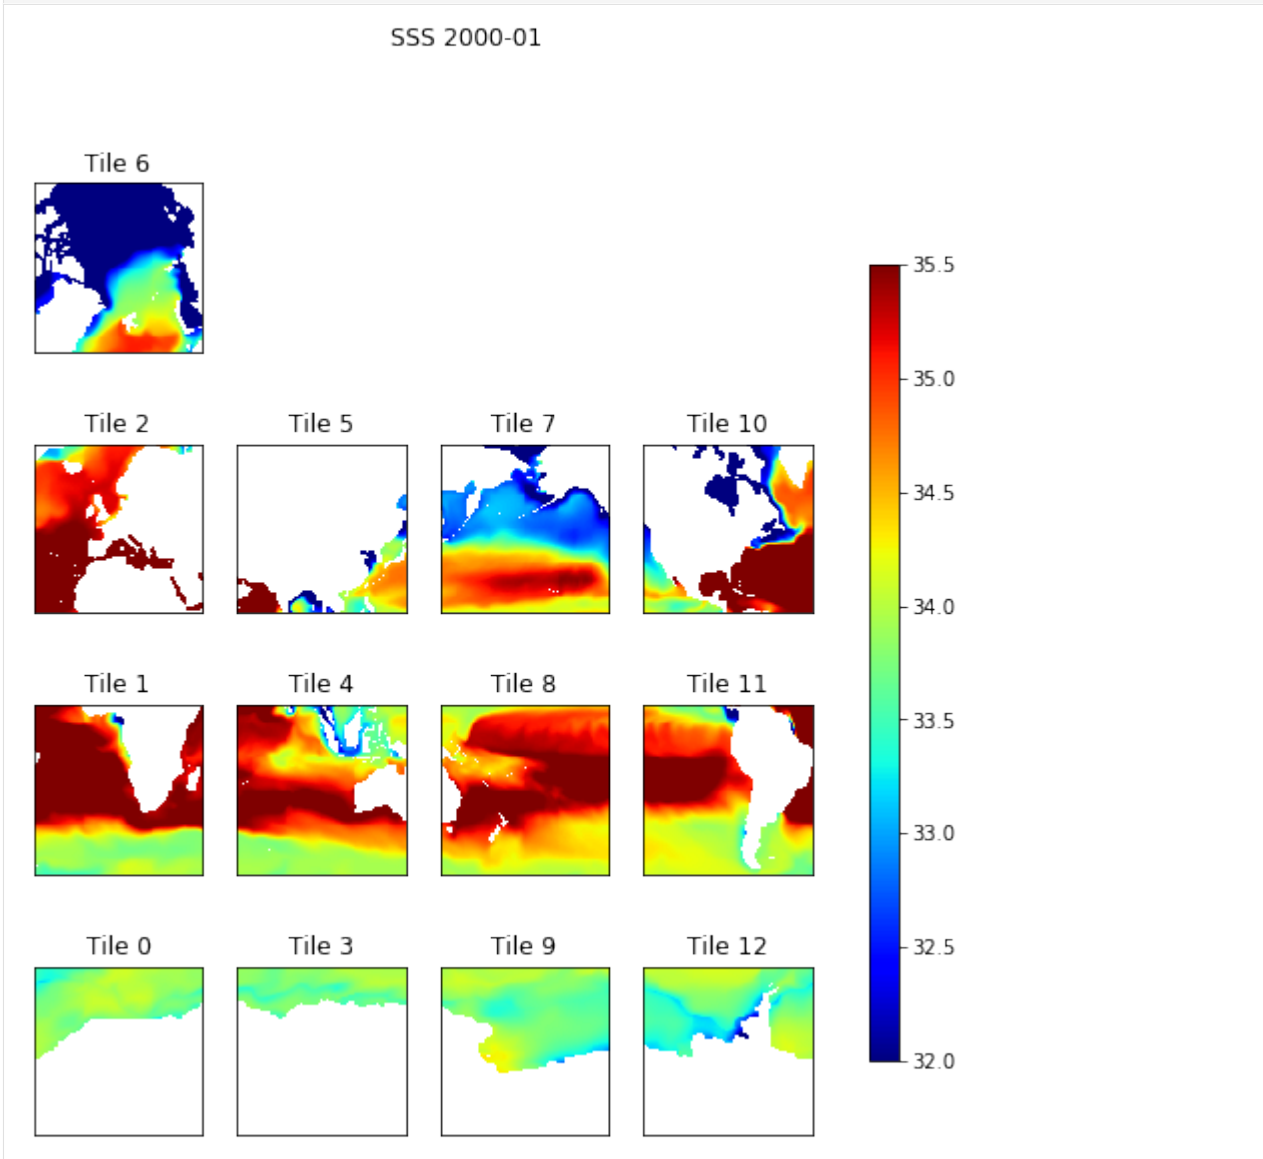 SSS 2000-01
Tile 6
Tile 2
Tile 5
Tile 7
Tile 10
Tile 1
Tile 4
Tile 8
Tile 11
Tile 0
Tile 3
Tile 9
Tile 12
35.5
35.0
34.5
34.0
33.5
33.0
32.5
32.0